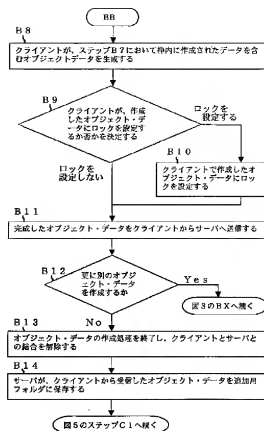 BB
B8
クライアントが、ステップB7において枠内に作成されたデータを含
むオブジェクトデータを生成する
B9
クライアントが、作成
したオブジェクト・デ
ータにロックを設定す
るか否かを決定する
ロックを
設定する
B10
クライアントで作成した
オブジェクト・データにロッ
クを設定する
ロックを
設定しない
B11
完成したオブジェクト・データをクライアントからサーバへ送信する
B12
更に別のオブジ
ェクト・データ
を作成するか
Yes
図3のBXへ続く
No
B13
オブジェクト・データの作成処理を終了し、クライアントとサーバと
の結合を解除する
B14
サーバが、クライアントから受信したオブジェクト・データを追加用
フォルダに保存する
図5のステップC1へ続く